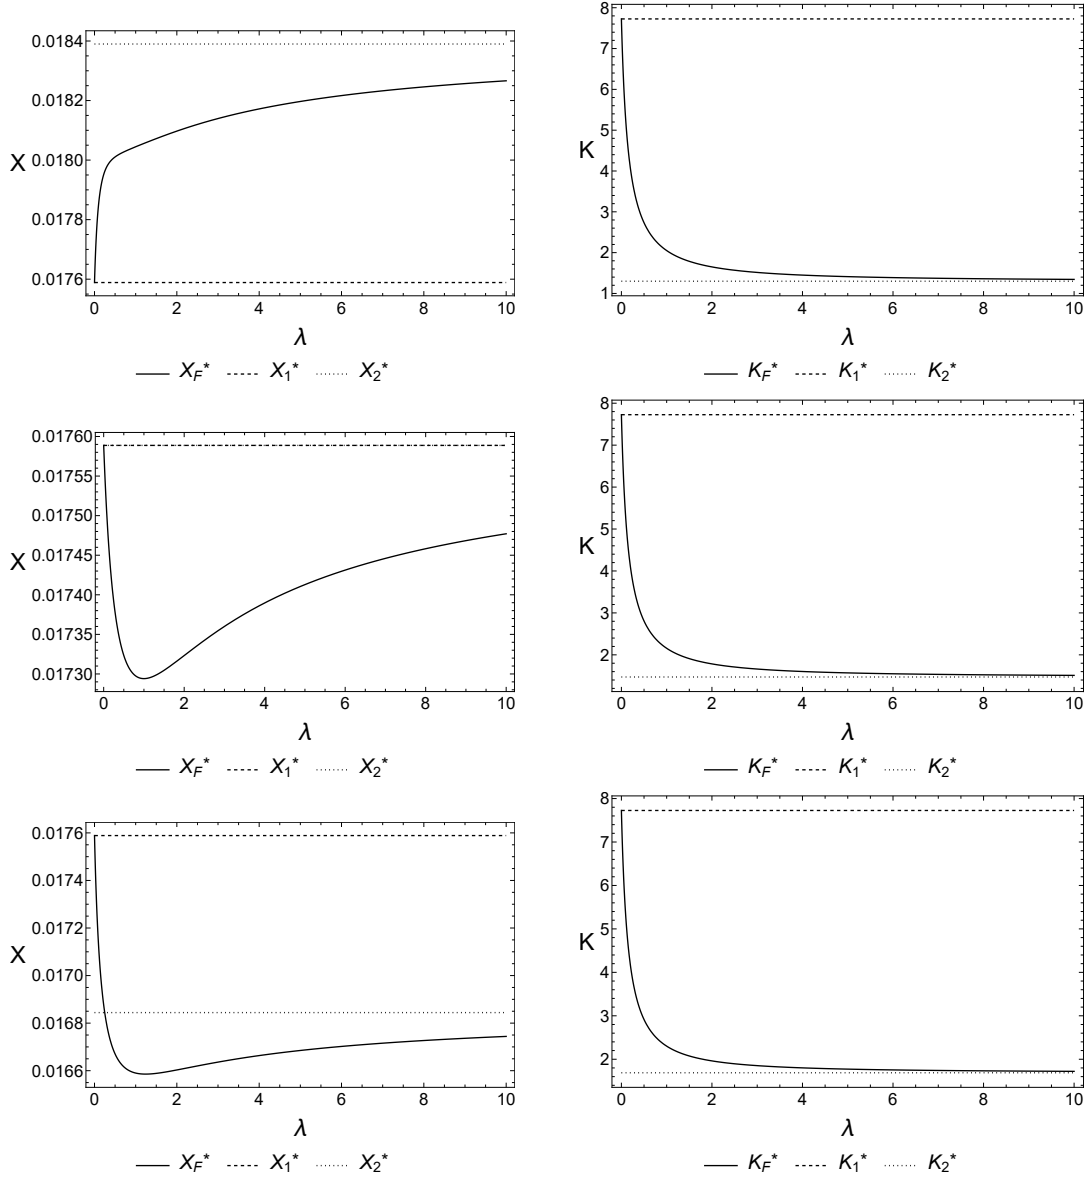 0.0184
0.0182
0.0180
0.0178
0.0176
X
0 2 4 6 8 10
λ
X_F* X_1* X_2*
8
7
6
5
4
3
2
1
K
0 2 4 6 8 10
λ
K_F* K_1* K_2*
0.01760
0.01755
0.01750
0.01745
0.01740
0.01735
0.01730
X
0 2 4 6 8 10
λ
X_F* X_1* X_2*
8
7
6
5
4
3
2
K
0 2 4 6 8 10
λ
K_F* K_1* K_2*
0.0176
0.0174
0.0172
0.0170
0.0168
0.0166
X
0 2 4 6 8 10
λ
X_F* X_1* X_2*
8
7
6
5
4
3
2
K
0 2 4 6 8 10
λ
K_F* K_1* K_2*